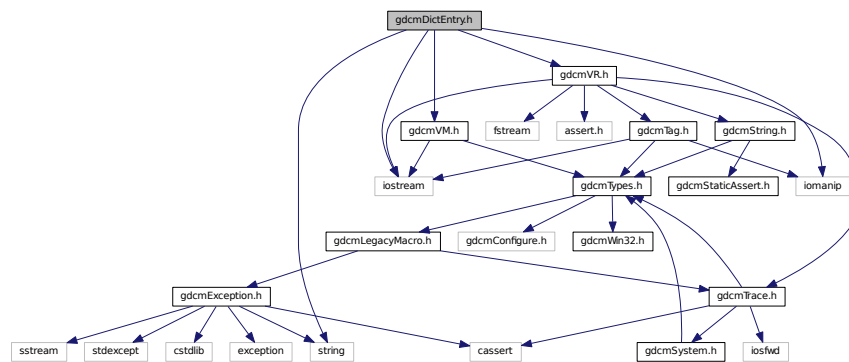 gdcmDictEntry.h
gdcmVR.h
gdcmVM.h
fstream
assert.h
gdcmTag.h
gdcmString.h
iostream
gdcmTypes.h
gdcmStaticAssert.h
iomanip
gdcmLegacyMacro.h
gdcmConfigure.h
gdcmWin32.h
gdcmException.h
gdcmTrace.h
sstream
stdexcept
cstdlib
exception
string
cassert
gdcmSystem.h
iosfwd